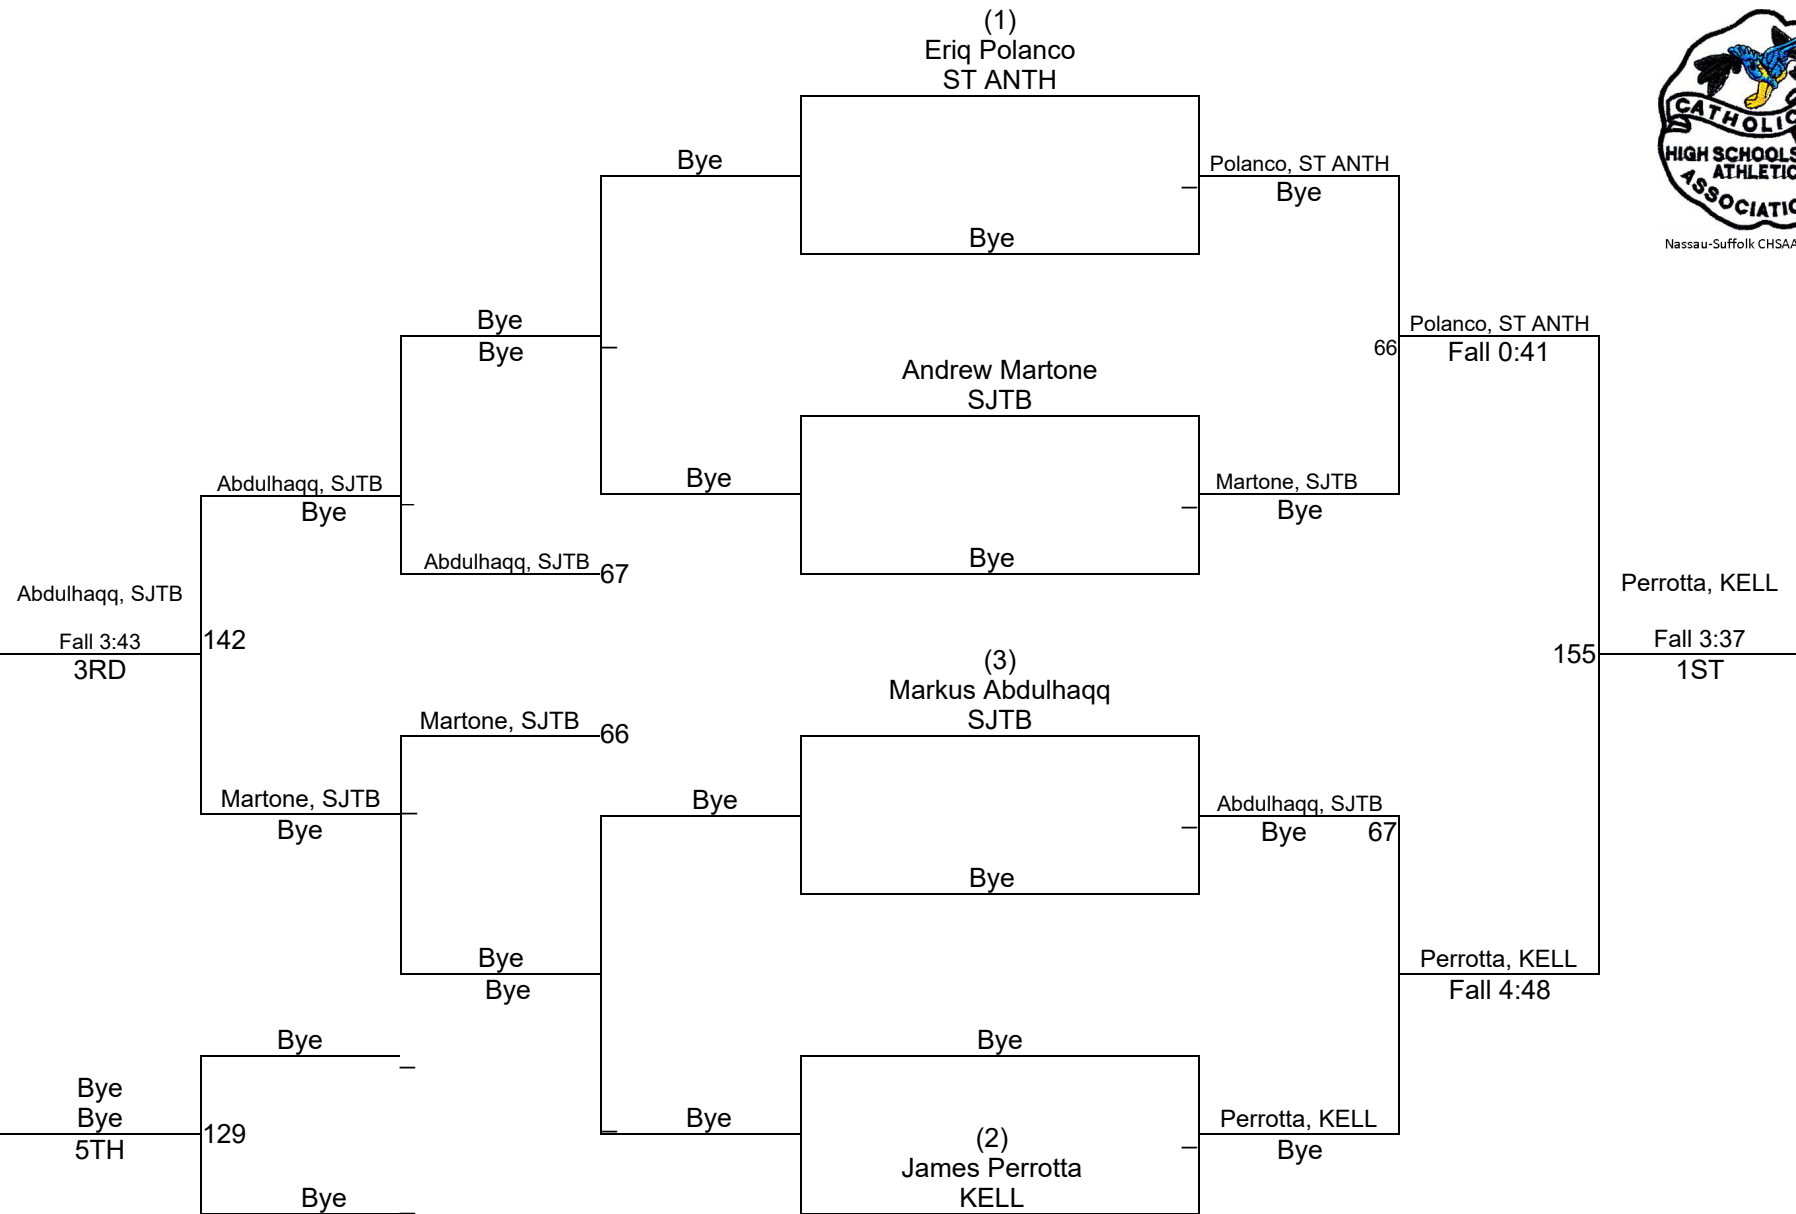 (1)
Eriq Polanco
ST ANTH
Bye
Polanco, ST ANTH
Bye
Bye
CATHOLIC
HIGH SCHOOLS
ATHLETIC
Nassau-Suffolk CHSAA
Bye
Bye
Polanco, ST ANTH
66
Fall 0:41
Andrew Martone
SJTB
Abdulhaqq, SJTB
Bye
Bye
Martone, SJTB
Bye
Bye
Abdulhaqq, SJTB
67
Abdulhaqq, SJTB
Fall 3:43
3RD
142
Perrotta, KELL
155
Fall 3:37
1ST
(3)
Markus Abdulhaqq
SJTB
Martone, SJTB
66
Martone, SJTB
Bye
Bye
Abdulhaqq, SJTB
Bye
67
Bye
Bye
Bye
Perrotta, KELL
Fall 4:48
Bye
Bye
Bye
Bye
5TH
129
Bye
Bye
(2)
James Perrotta
KELL
Perrotta, KELL
Bye